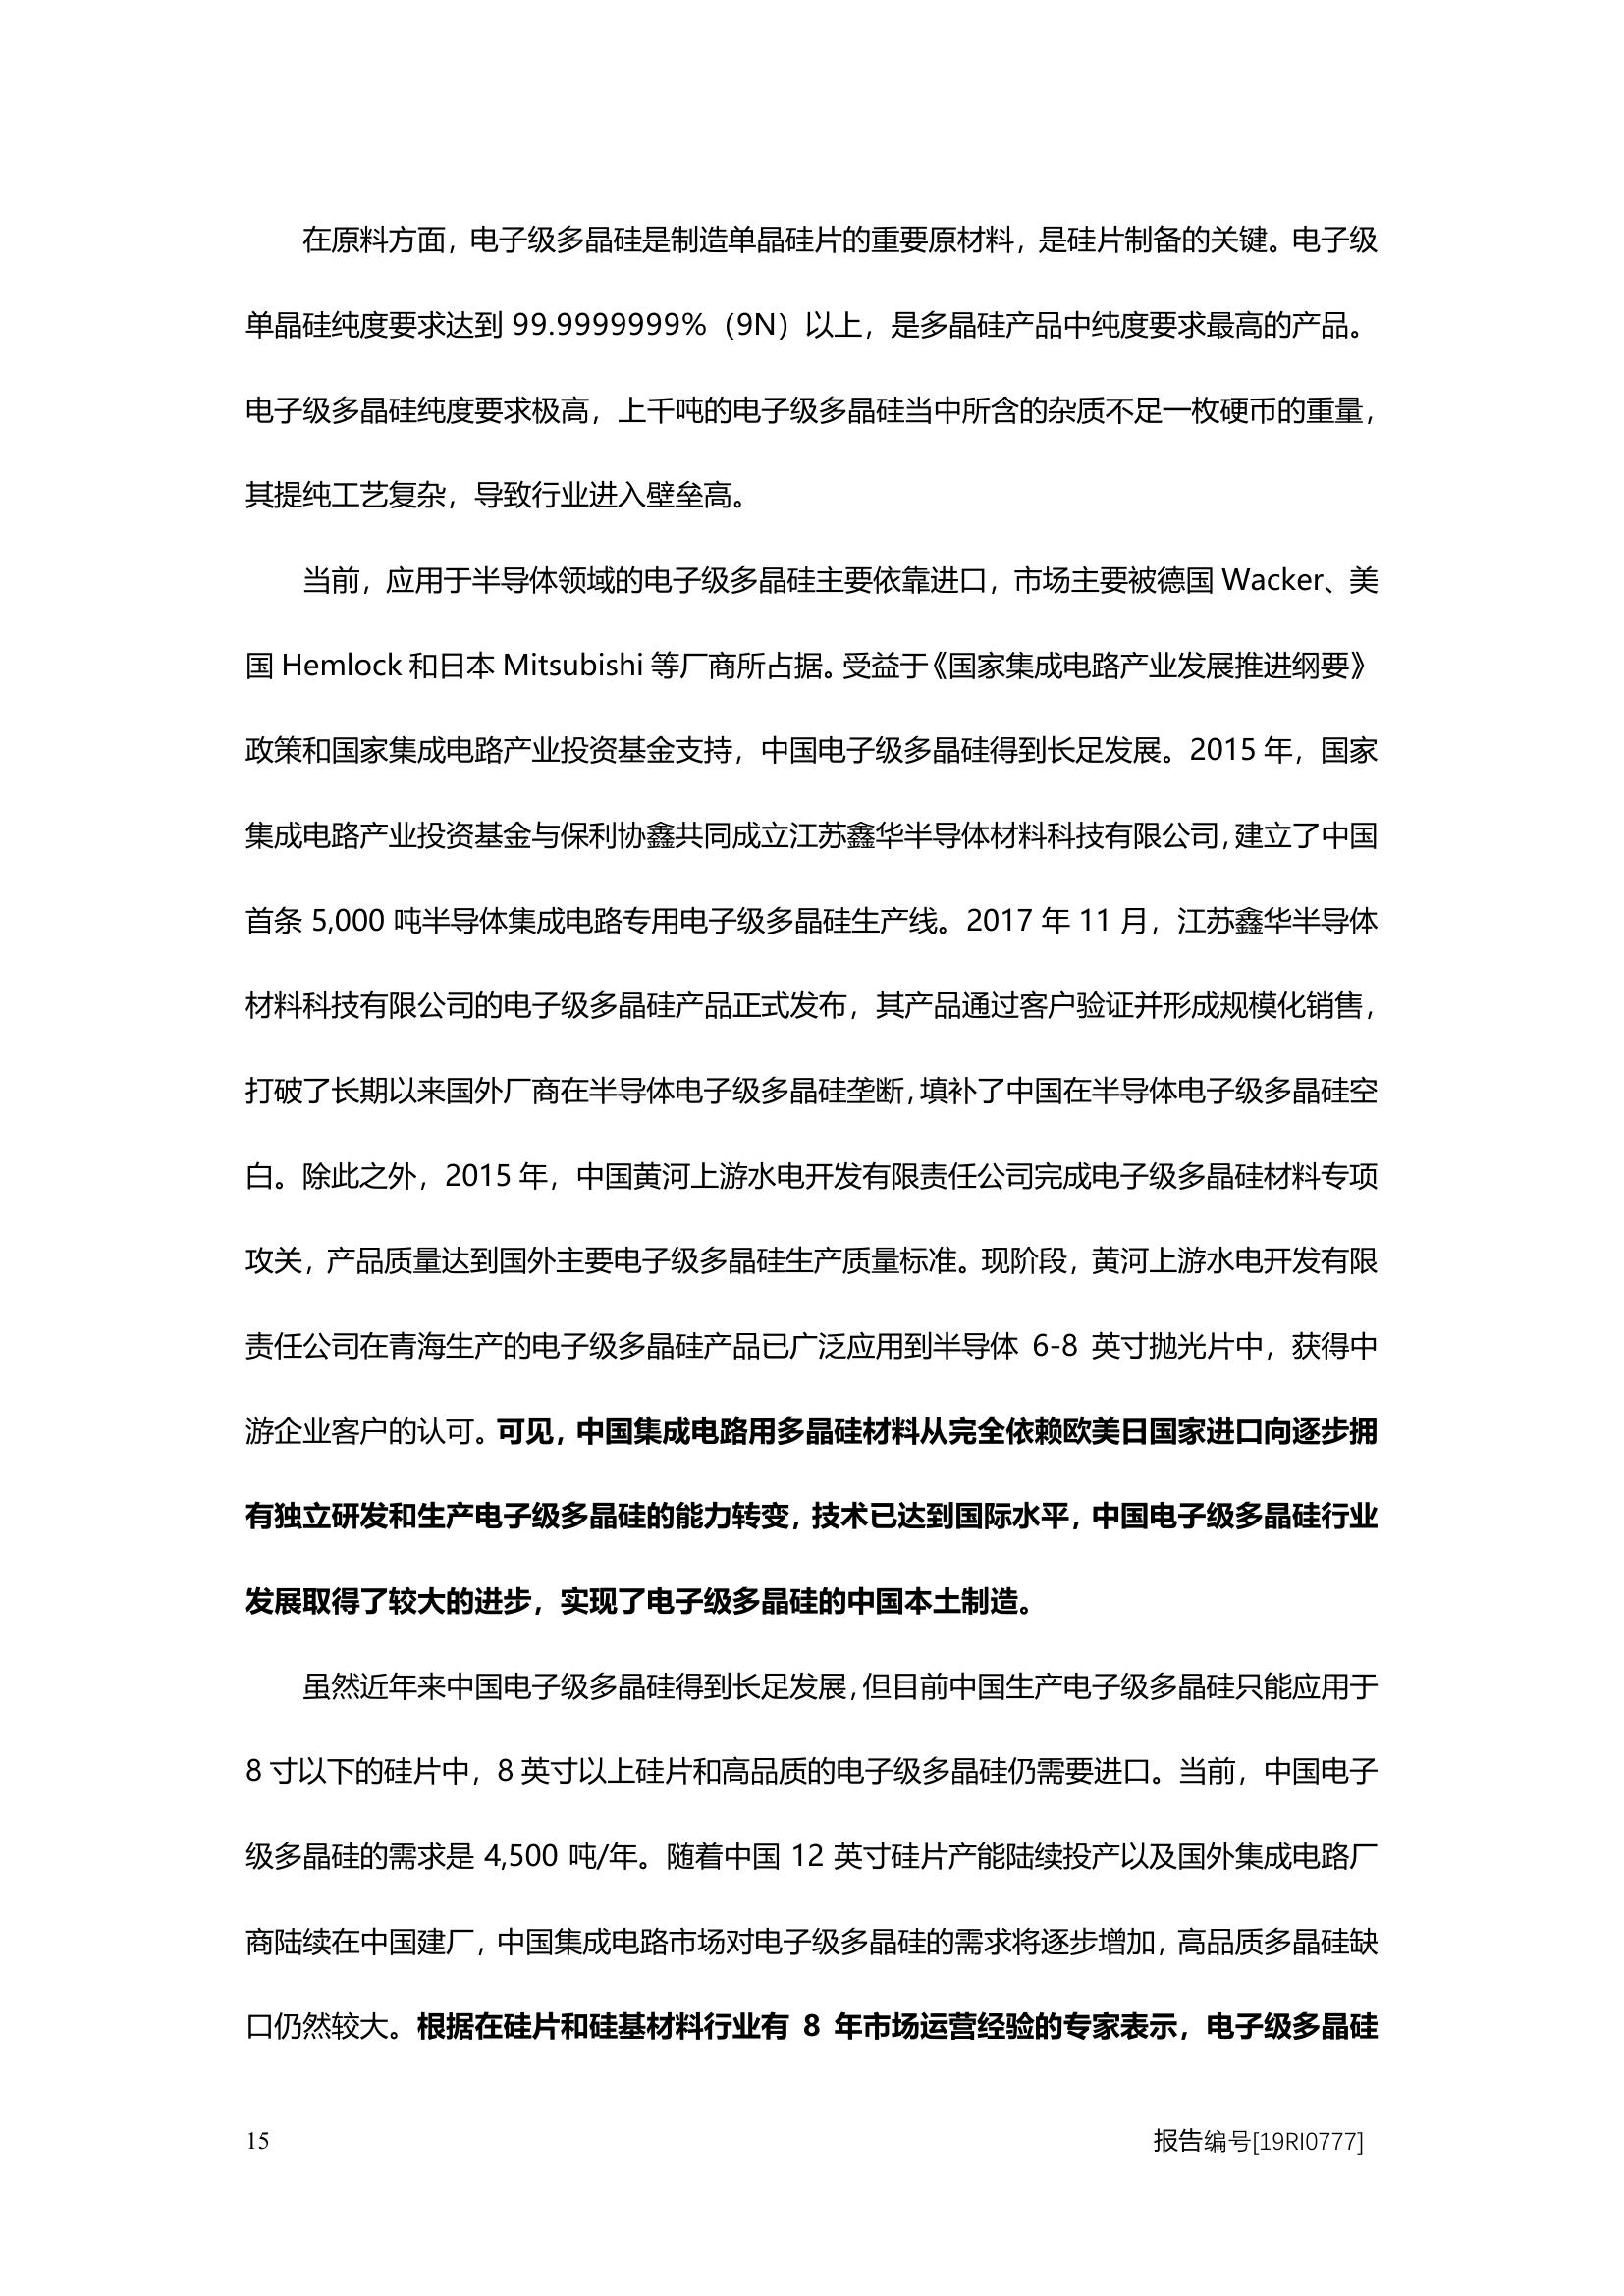 在原料方面，电子级多晶硅是制造单晶硅片的重要原材料，是硅片制备的关键。电子级
单晶硅纯度要求达到 99.9999999%（9N）以上，是多晶硅产品中纯度要求最高的产品。
电子级多晶硅纯度要求极高，上千吨的电子级多晶硅当中所含的杂质不足一枚硬币的重量，
其提纯工艺复杂，导致行业进入壁垒高。
当前，应用于半导体领域的电子级多晶硅主要依靠进口，市场主要被德国 Wacker、美
国 Hemlock 和日本 Mitsubishi 等厂商所占据。受益于《国家集成电路产业发展推进纲要》
政策和国家集成电路产业投资基金支持，中国电子级多晶硅得到长足发展。2015 年，国家
集成电路产业投资基金与保利协鑫共同成立江苏鑫华半导体材料科技有限公司，建立了中国
首条 5,000 吨半导体集成电路专用电子级多晶硅生产线。2017 年 11 月，江苏鑫华半导体
材料科技有限公司的电子级多晶硅产品正式发布，其产品通过客户验证并形成规模化销售，
打破了长期以来国外厂商在半导体电子级多晶硅垄断，填补了中国在半导体电子级多晶硅空
白。除此之外，2015 年，中国黄河上游水电开发有限责任公司完成电子级多晶硅材料专项
攻关，产品质量达到国外主要电子级多晶硅生产质量标准。现阶段，黄河上游水电开发有限
责任公司在青海生产的电子级多晶硅产品已广泛应用到半导体 6-8 英寸抛光片中，获得中
游企业客户的认可。可见，中国集成电路用多晶硅材料从完全依赖欧美日国家进口向逐步拥
有独立研发和生产电子级多晶硅的能力转变，技术已达到国际水平，中国电子级多晶硅行业
发展取得了较大的进步，实现了电子级多晶硅的中国本土制造。
虽然近年来中国电子级多晶硅得到长足发展，但目前中国生产电子级多晶硅只能应用于
8 寸以下的硅片中，8 英寸以上硅片和高品质的电子级多晶硅仍需要进口。当前，中国电子
级多晶硅的需求是 4,500 吨/年。随着中国 12 英寸硅片产能陆续投产以及国外集成电路厂
商陆续在中国建厂，中国集成电路市场对电子级多晶硅的需求将逐步增加，高品质多晶硅缺
口仍然较大。根据在硅片和硅基材料行业有 8 年市场运营经验的专家表示，电子级多晶硅
15
报告编号[19RI0777]